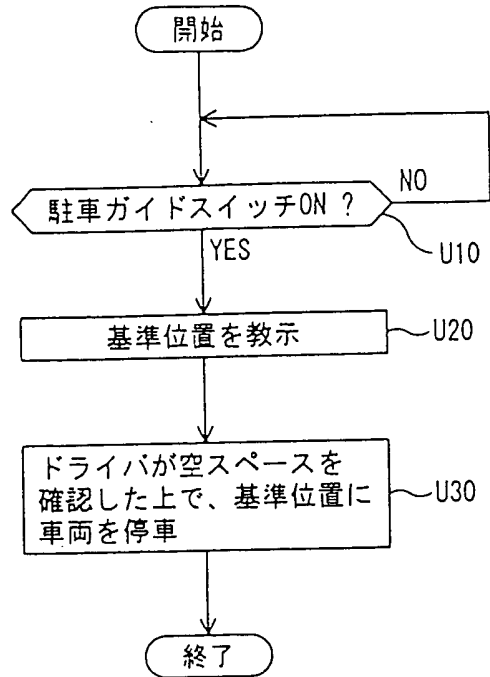 開始
NO
駐車ガイドスイッチON ?
U10
YES
基準位置を教示
U20
ドライバが空スペースを
確認した上で、基準位置に
車両を停車
U30
終了